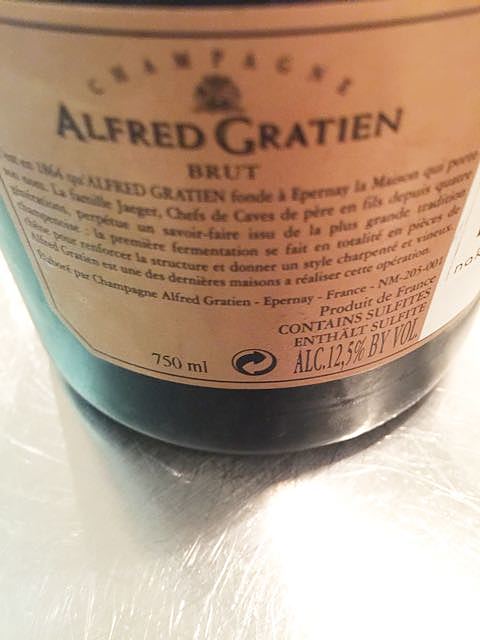 CHAMPAGNE
ALFRED GRATIEN
BRUT
en 1864 qu'ALFRED GRATIEN fonde à Epernay la Maison qui porte
son nom. La famille Jaeger, Chefs de Caves de père en fils depuis quatre
générations, perpétue un savoir-faire issu de la plus grande tradition
champenoise : la première fermentation se fait en totalité en pièces de
chêne pour renforcer la structure et donner un style charpenté et vineux.
Alfred Gratien est une des dernières maisons a réaliser cette opération.
Elaboré par Champagne Alfred Gratien - Epernay - France - NM-205-001
Produit de France
CONTAINS SULFITES
ENTHÄLT SULFITE
750 ml ALC.12,5% BY VOL.